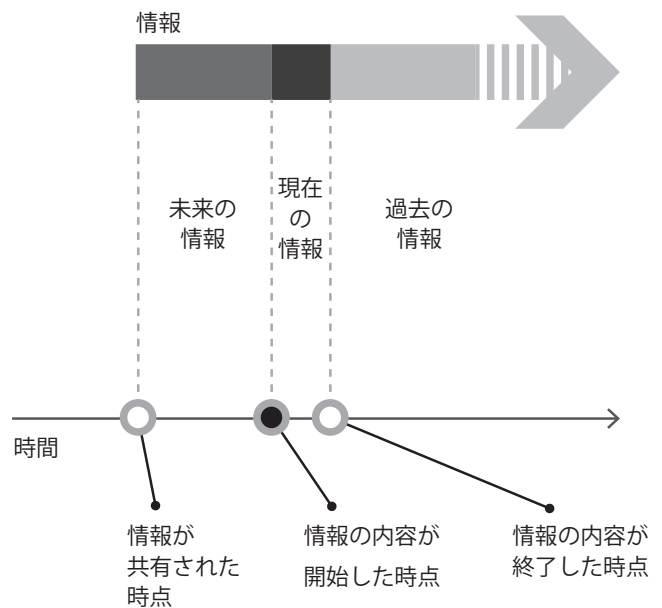 情報
未来の
情報
現在
の
情報
過去の
情報
時間
情報が
共有された
時点
情報の内容が
開始した時点
情報の内容が
終了した時点